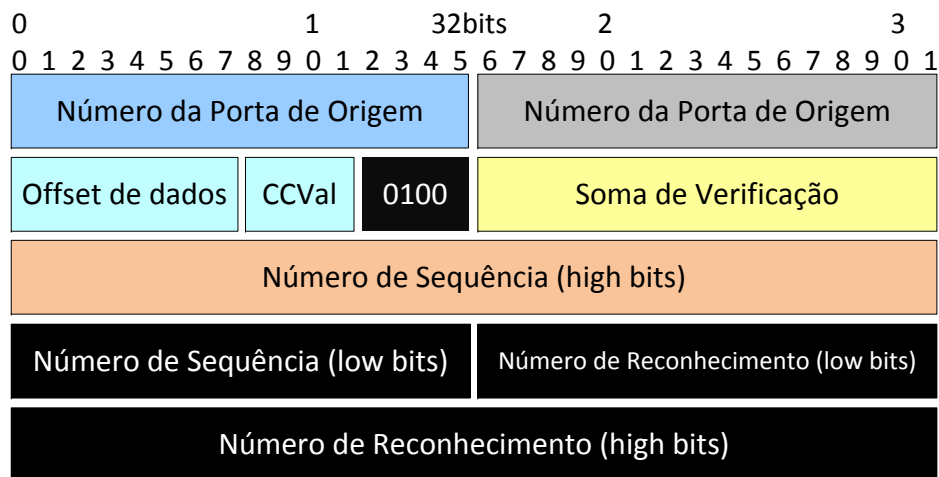 0 1 32bits 2 3
0 1 2 3 4 5 6 7 8 9 0 1 2 3 4 5 6 7 8 9 0 1 2 3 4 5 6 7 8 9 0 1
Número da Porta de Origem Número da Porta de Origem
Offset de dados CCVal 0100 Soma de Verificação
Número de Sequência (high bits)
Número de Sequência (low bits) Número de Reconhecimento (low bits)
Número de Reconhecimento (high bits)